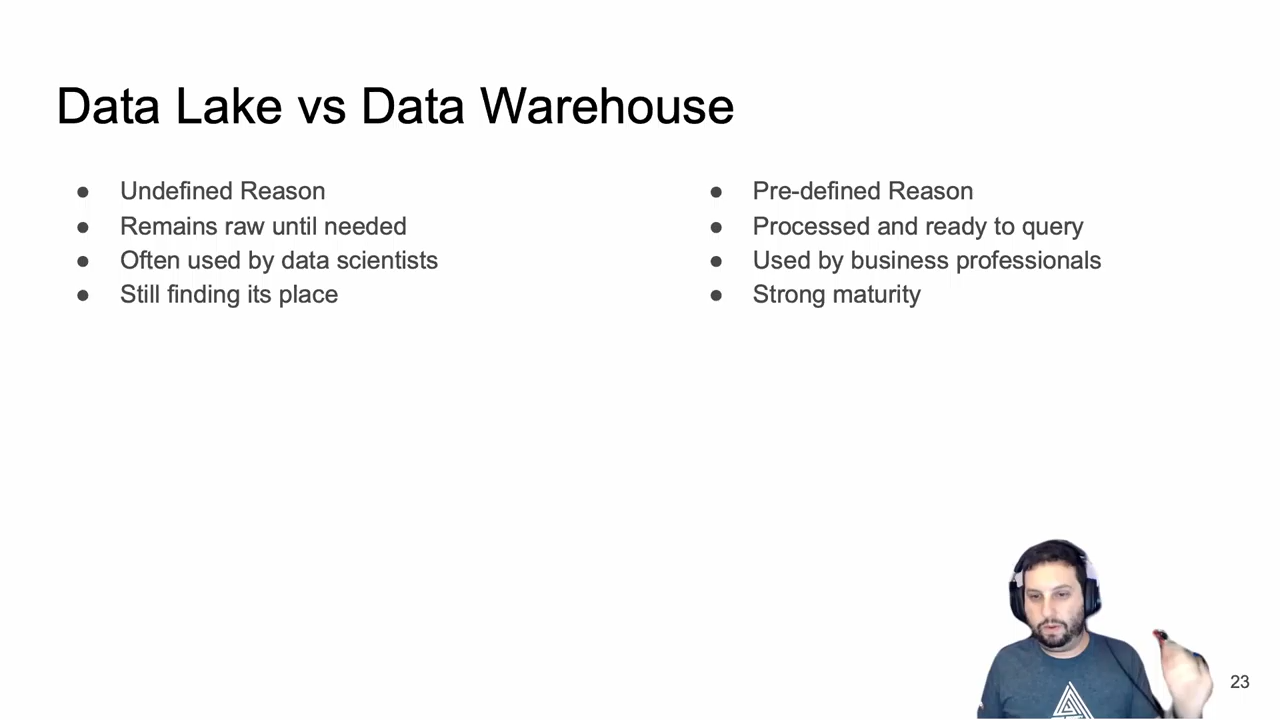 Data Lake vs Data Warehouse
● Undefined Reason
● Remains raw until needed
● Often used by data scientists
● Still finding its place
● Pre-defined Reason
● Processed and ready to query
● Used by business professionals
● Strong maturity
23